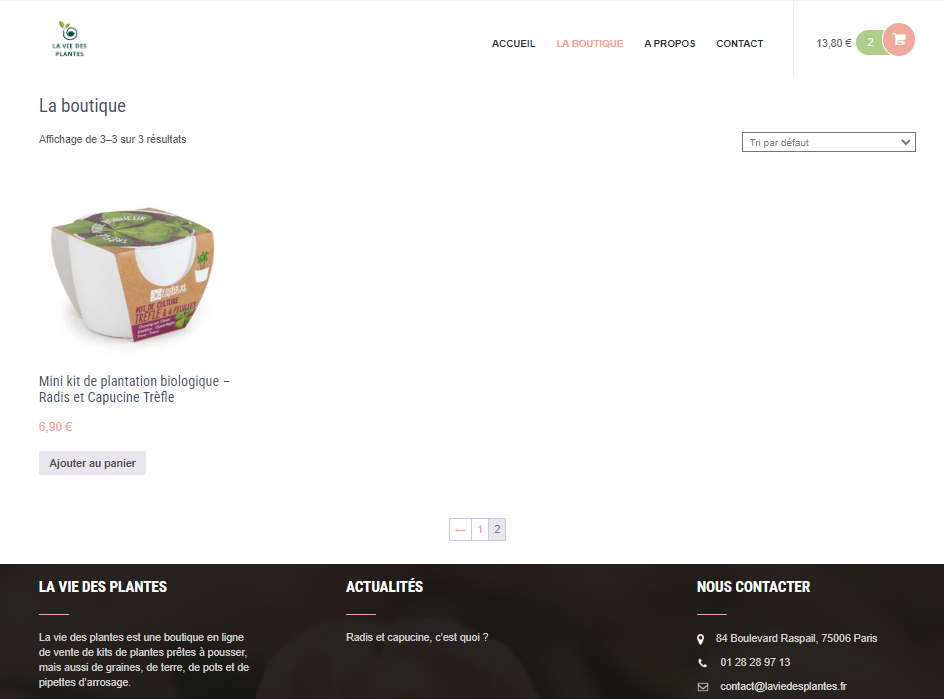 LA VIE DES
PLANTES
ACCUEIL LA BOUTIQUE A PROPOS CONTACT 13,80 € 2
La boutique
Affichage de 3–3 sur 3 résultats
Tri par défaut
POT DE CULTURE
TRÈFLE À 4 FEUILLES
Mini kit de plantation biologique –
Radis et Capucine Trèfle
6,90 €
Ajouter au panier
← 1 2
LA VIE DES PLANTES
La vie des plantes est une boutique en ligne
de vente de kits de plantes prêtes à pousser,
mais aussi de graines, de terre, de pots et de
pipettes d'arrosage.
ACTUALITÉS
Radis et capucine, c'est quoi ?
NOUS CONTACTER
84 Boulevard Raspail, 75006 Paris
01 28 28 97 13
contact@laviedesplantes.fr